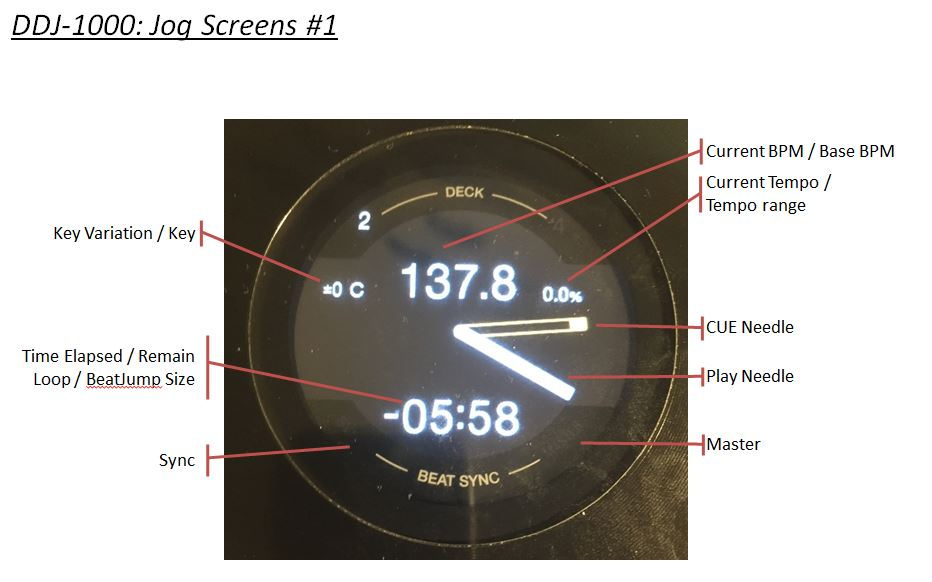 DDJ-1000: Jog Screens #1
Current BPM / Base BPM
Current Tempo /
Tempo range
DECK
2
Key Variation / Key
±0 C
137.8
0.0%
CUE Needle
Time Elapsed / Remain
Loop / BeatJump Size
Play Needle
-05:58
Master
Sync
BEAT SYNC